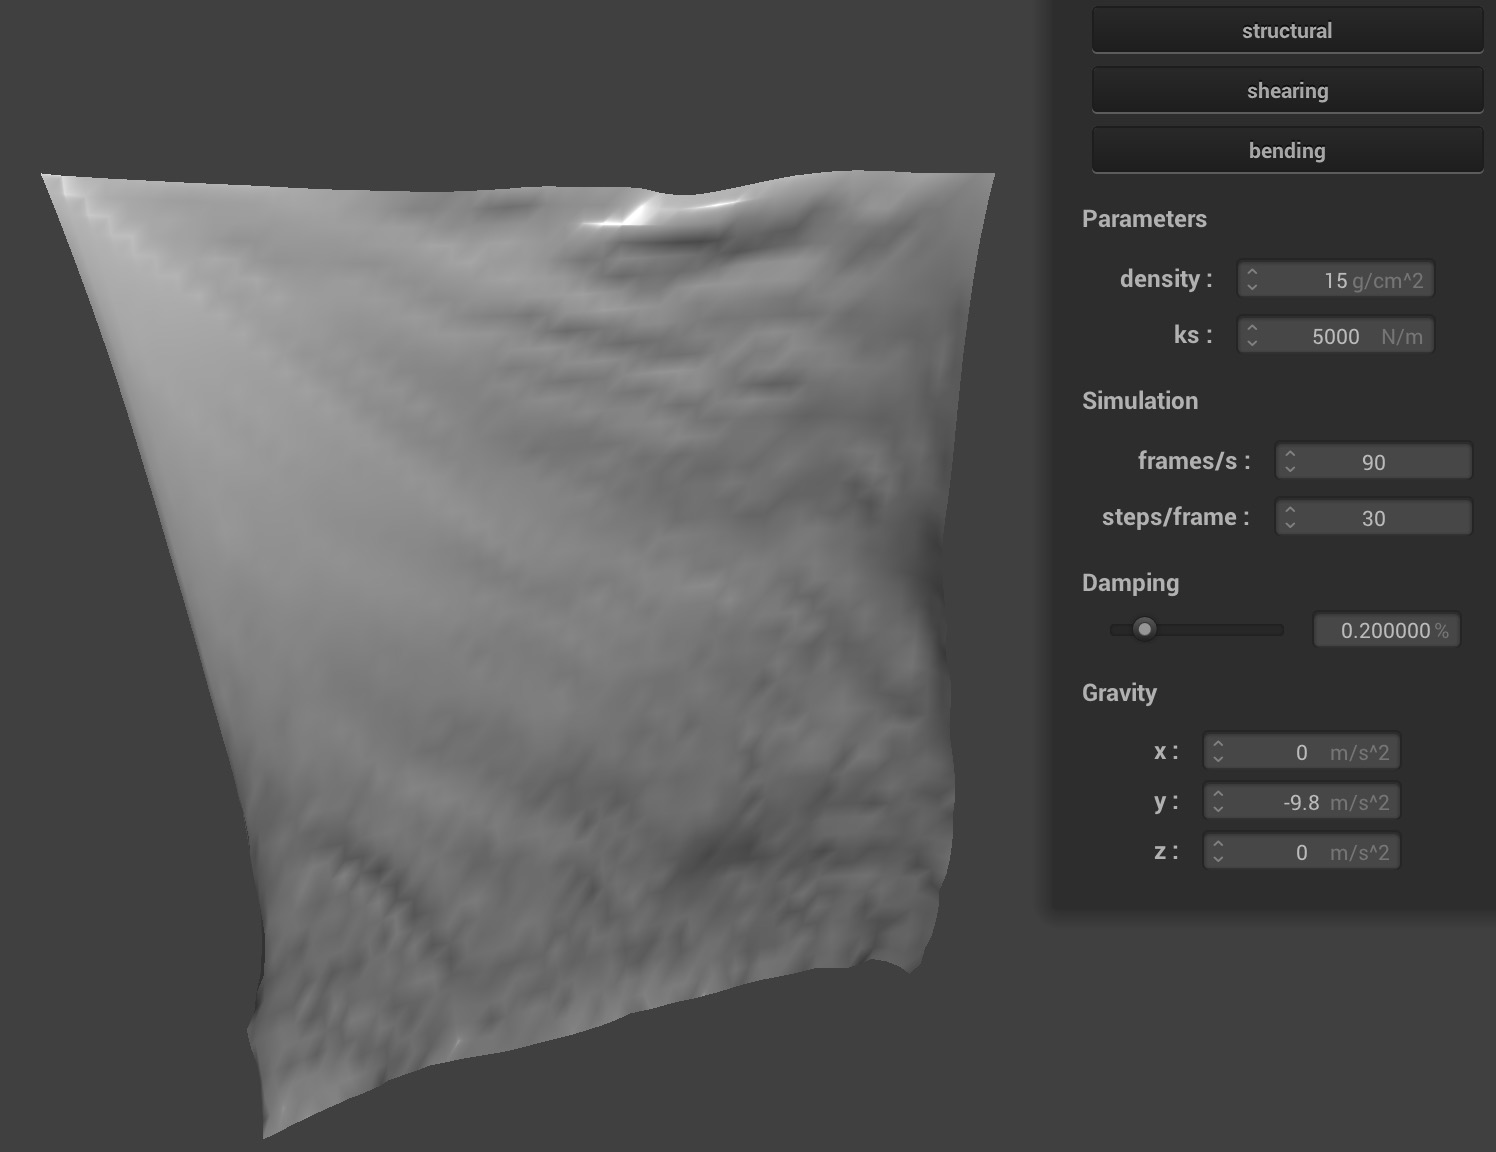 structural
shearing
bending
Parameters
density : 15 g/cm^2
ks : 5000 N/m
Simulation
frames/s : 90
steps/frame : 30
Damping
0.200000 %
Gravity
x : 0 m/s^2
y : -9.8 m/s^2
z : 0 m/s^2